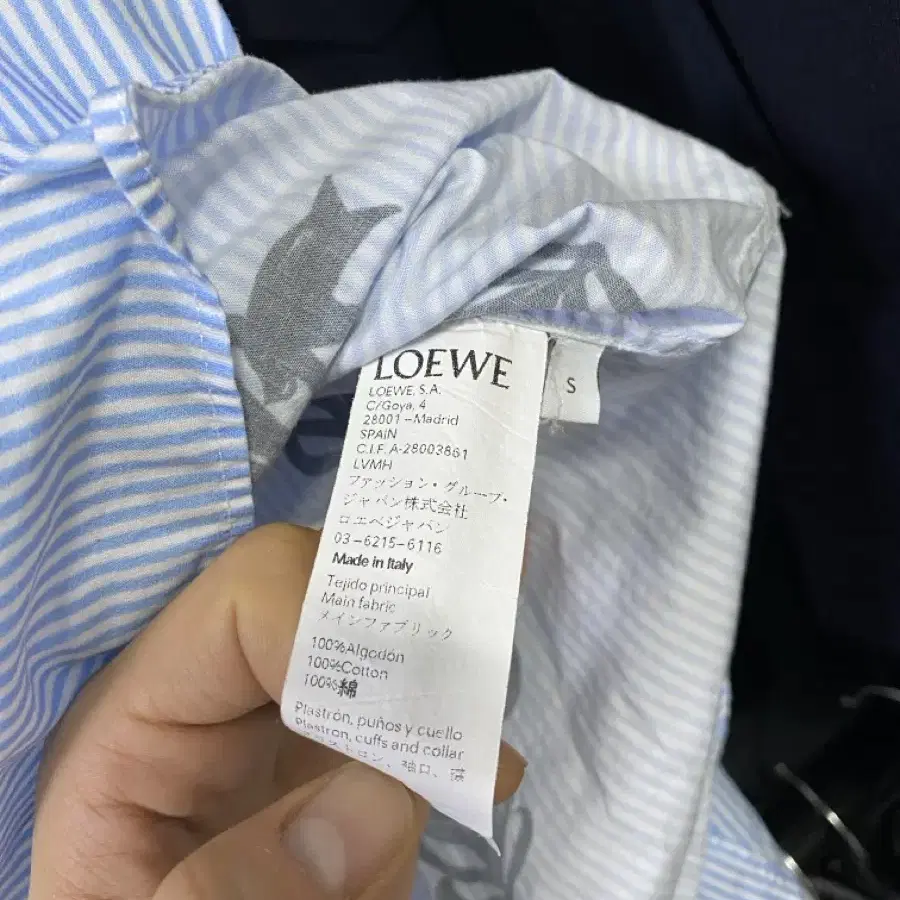 LOEWE
S
LOEWE, S.A.
C/Goya, 4
28001 – Madrid
SPAIN
C.I.F. A-28003861
LVMH
ファッション・グループ・
ジャパン株式会社
ロエベジャパン
03-6215-6116
Made in Italy
Tejido principal
Main fabric
メインファブリック
100%Algodón
100%Cotton
100%綿
Plastrón, puños y cuello
Plastron, cuffs and collar
袖口、